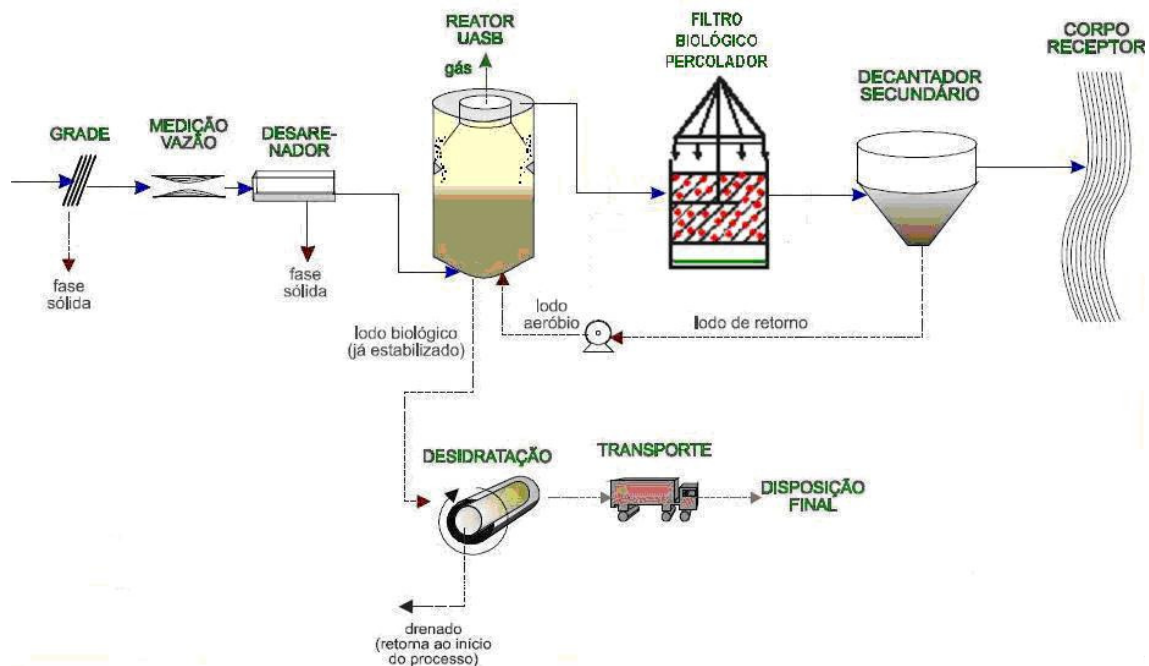 REATOR
UASB
gás
FILTRO
BIOLÓGICO
PERCOLADOR
CORPO
RECEPTOR
DECANTADOR
SECUNDÁRIO
GRADE
MEDIÇÃO
VAZÃO
DESARE-
NADOR
fase
sólida
fase
sólida
lodo biológico
(já estabilizado)
lodo
aeróbio
lodo de retorno
DESIDRATAÇÃO
TRANSPORTE
DISPOSIÇÃO
FINAL
drenado
(retorna ao início
do processo)